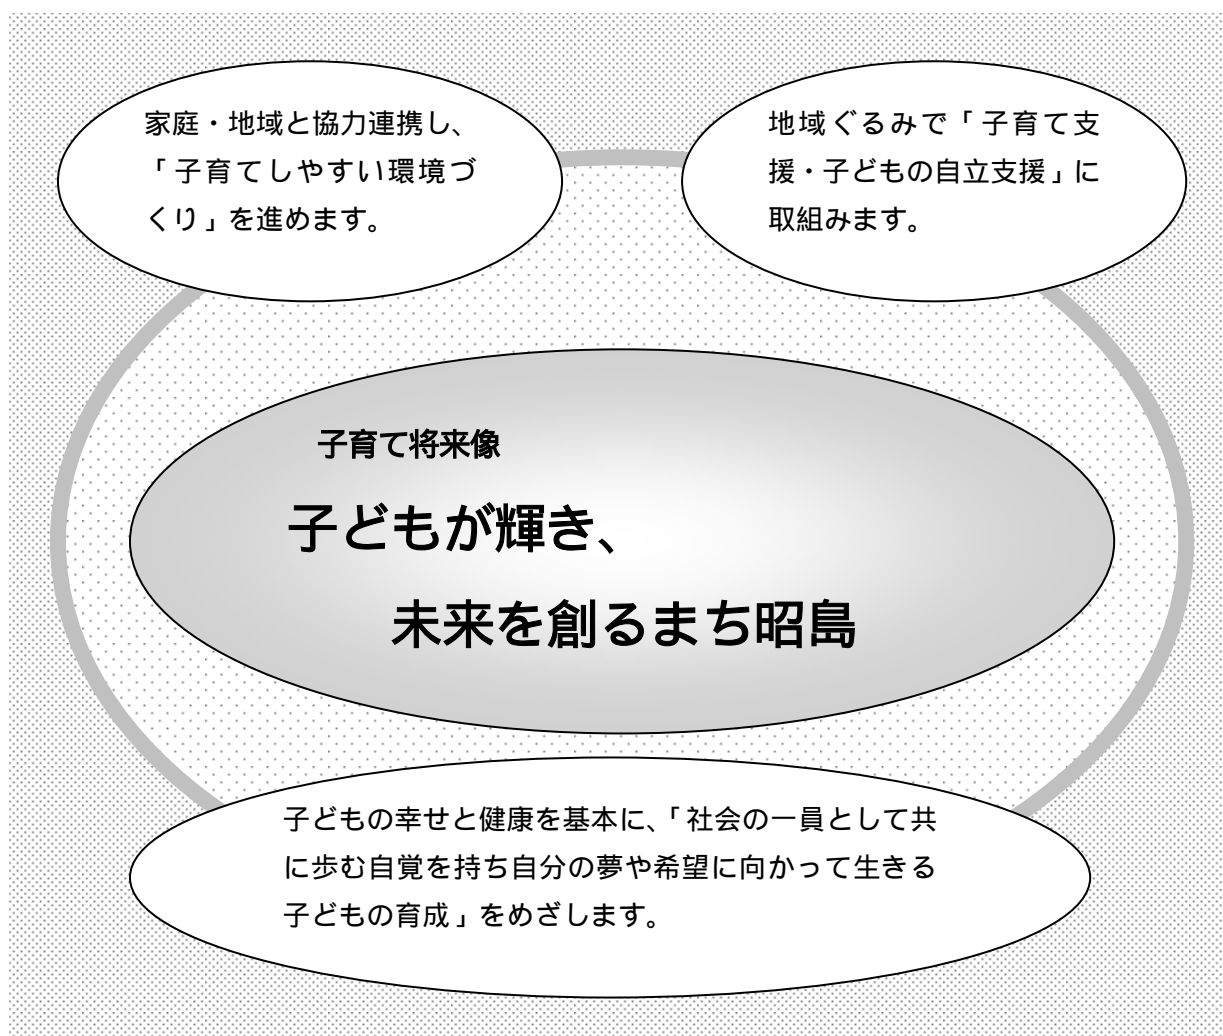 家庭・地域と協力連携し、
「子育てしやすい環境づ
くり」を進めます。
地域ぐるみで「子育て支
援・子どもの自立支援」に
取組みます。
子育て将来像
子どもが輝き、
未来を創るまち昭島
子どもの幸せと健康を基本に、「社会の一員として共
に歩む自覚を持ち自分の夢や希望に向かって生きる
子どもの育成」をめざします。